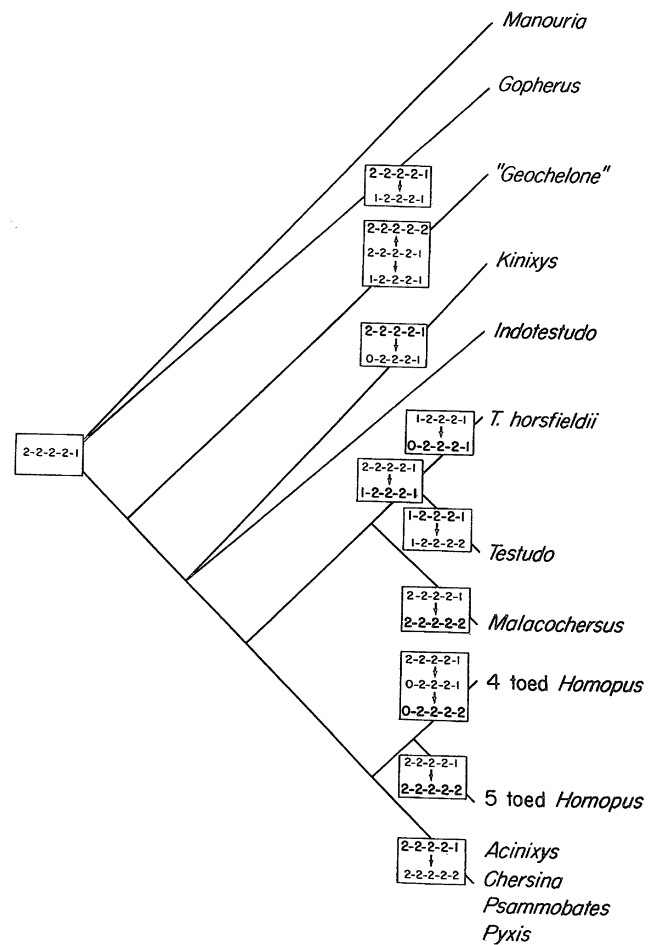 Manouria
Gopherus
2-2-2-2-1
1-2-2-2-1
"Geochelone"
2-2-2-2-2
2-2-2-2-1
1-2-2-2-1
Kinixys
2-2-2-2-1
0-2-2-2-1
Indotestudo
T. horsfieldii
1-2-2-2-1
0-2-2-2-1
2-2-2-2-1
2-2-2-2-1
1-2-2-2-1
1-2-2-2-1
1-2-2-2-2
Testudo
2-2-2-2-1
2-2-2-2-2
Malacochersus
2-2-2-2-1
0-2-2-2-1
0-2-2-2-2
4 toed Homopus
2-2-2-2-1
2-2-2-2-2
5 toed Homopus
2-2-2-2-1
2-2-2-2-2
Acinixys
Chersina
Psammobates
Pyxis